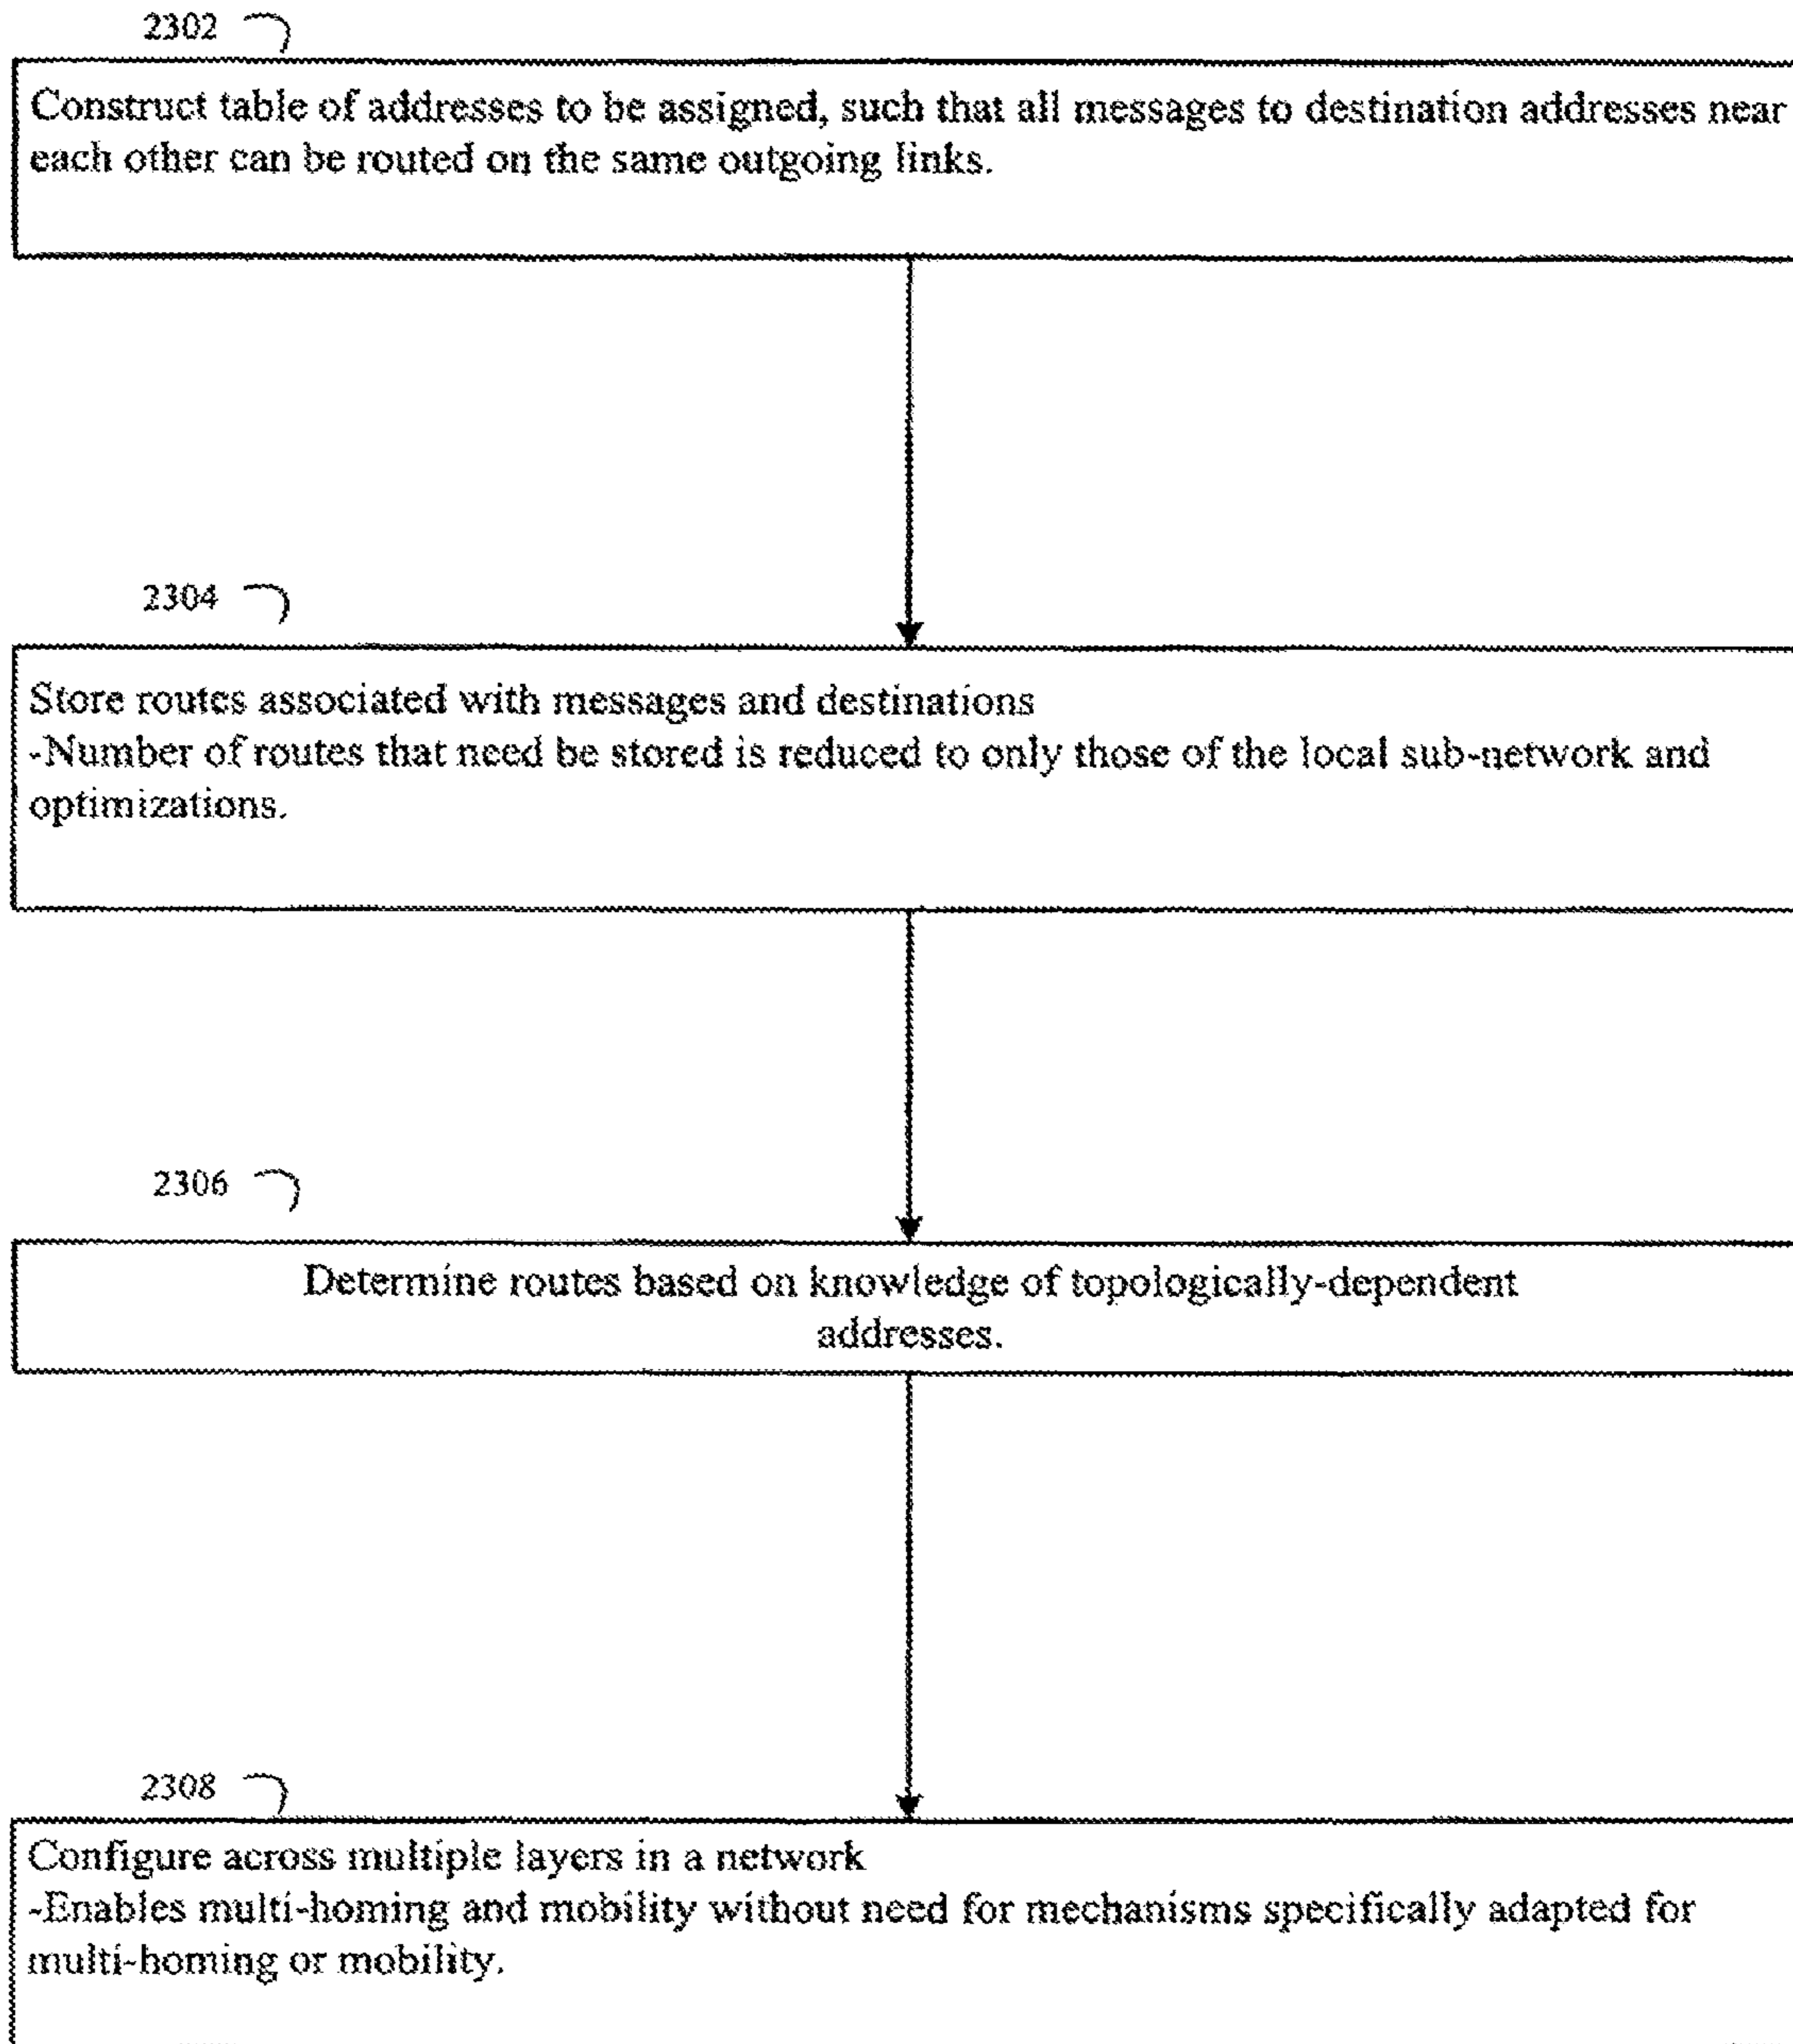 2302
Construct table of addresses to be assigned, such that all messages to destination addresses near
each other can be routed on the same outgoing links.
2304
Store routes associated with messages and destinations
-Number of routes that need be stored is reduced to only those of the local sub-network and
optimizations.
2306
Determine routes based on knowledge of topologically-dependent
addresses.
2308
Configure across multiple layers in a network
-Enables multi-homing and mobility without need for mechanisms specifically adapted for
multi-homing or mobility.